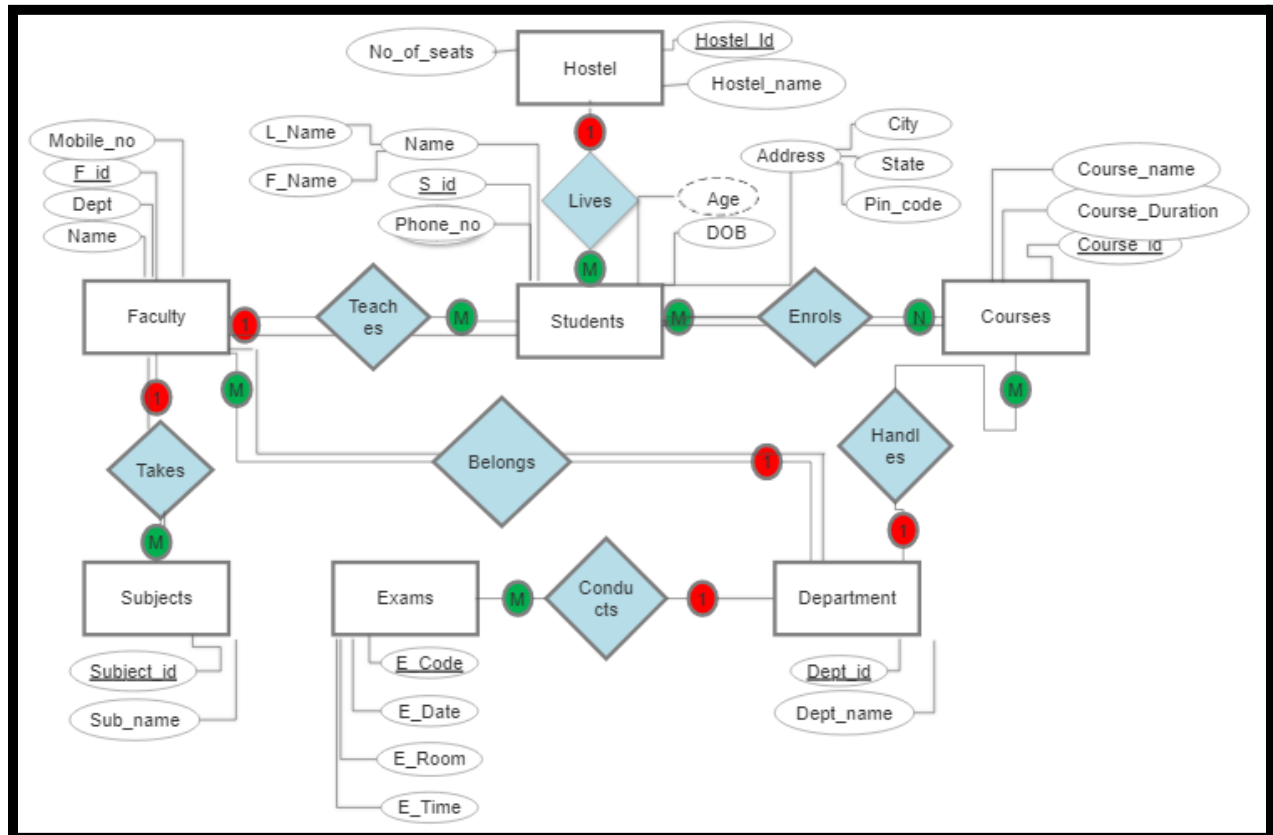 No_of_seats
Hostel
Hostel_Id
Hostel_name
1
L_Name
Name
F_Name
S_id
Phone_no
Lives
M
Age
DOB
Address
City
State
Pin_code
Course_name
Course_Duration
Course_id
Mobile_no
F_id
Dept
Name
Faculty
1
Teach
es
M
Students
M
Enrols
N
Courses
1
Takes
M
M
Belongs
1
Handl
es
M
1
Subjects
Subject_id
Sub_name
Exams
M
Condu
cts
1
Department
E_Code
E_Date
E_Room
E_Time
Dept_id
Dept_name